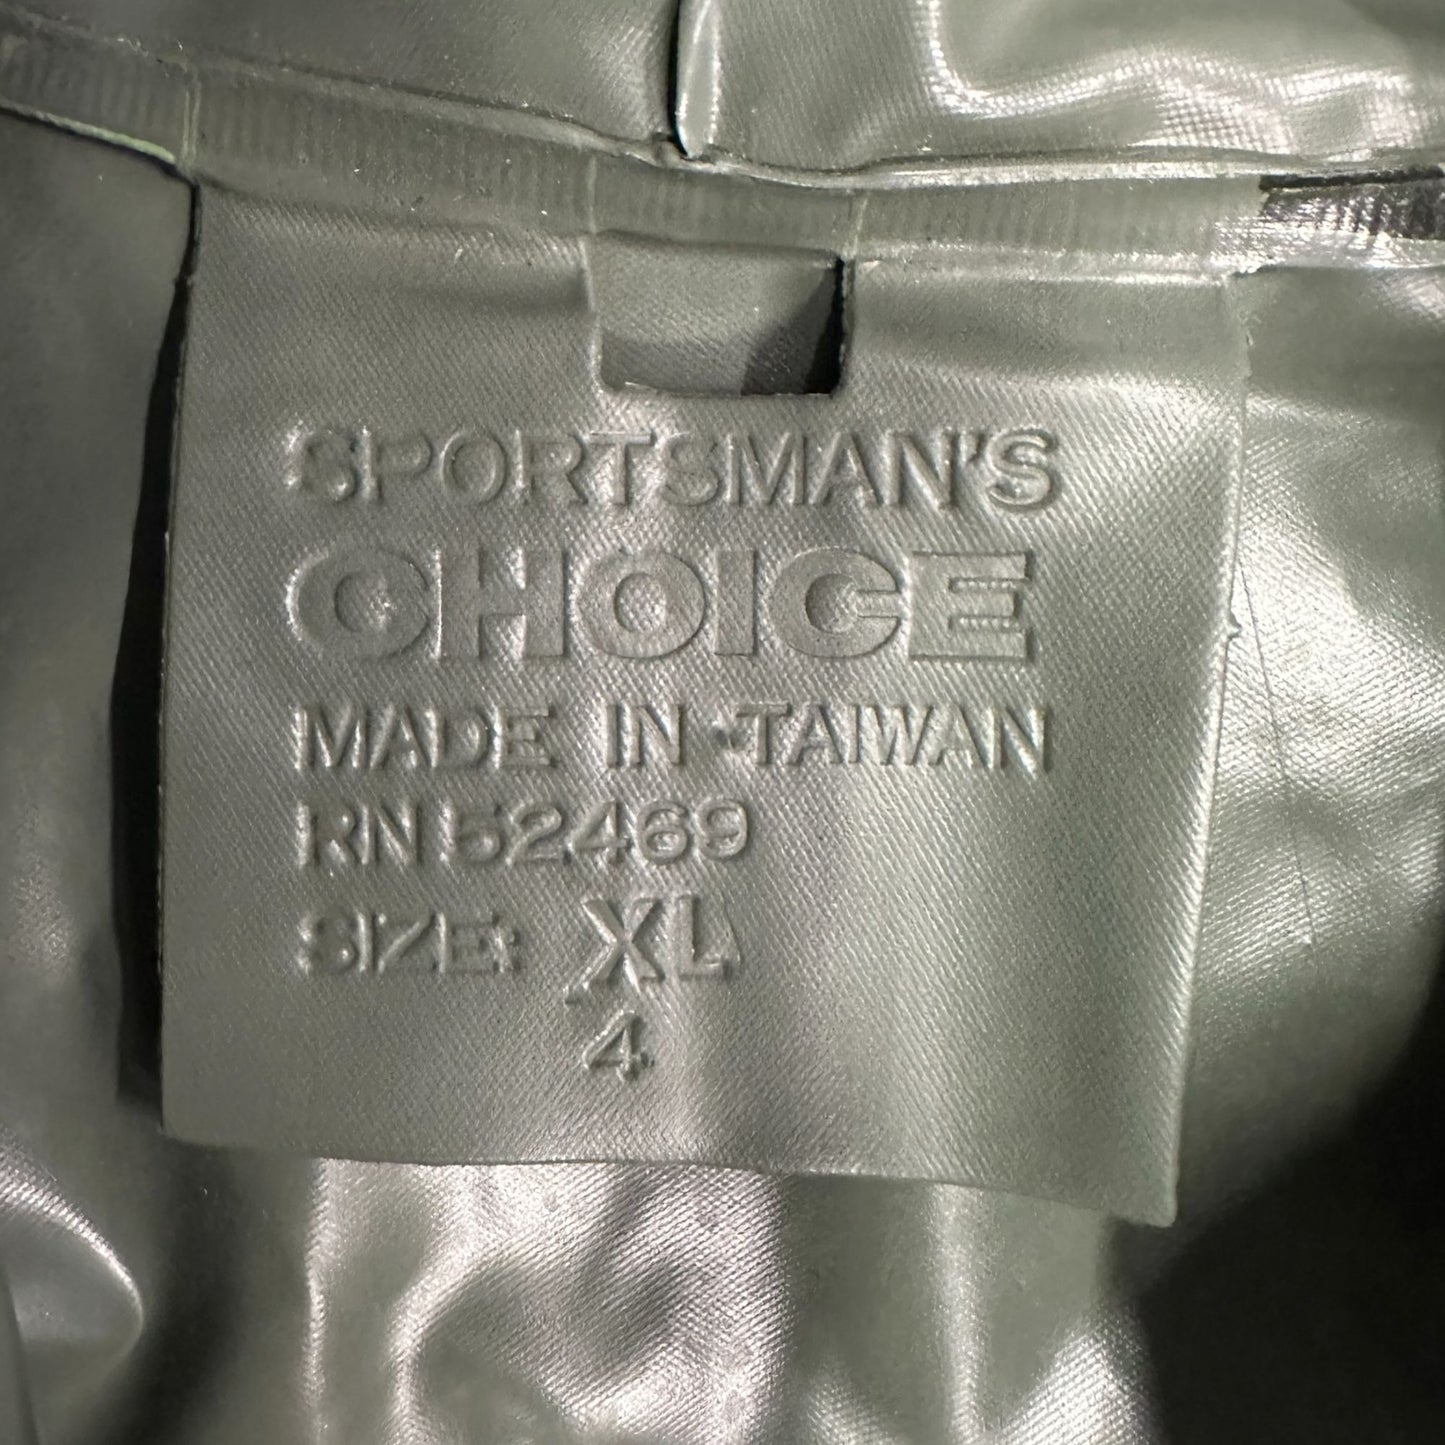 SPORTSMAN'S
CHOICE
MADE IN TAIWAN
RN 52469
SIZE: XL
4